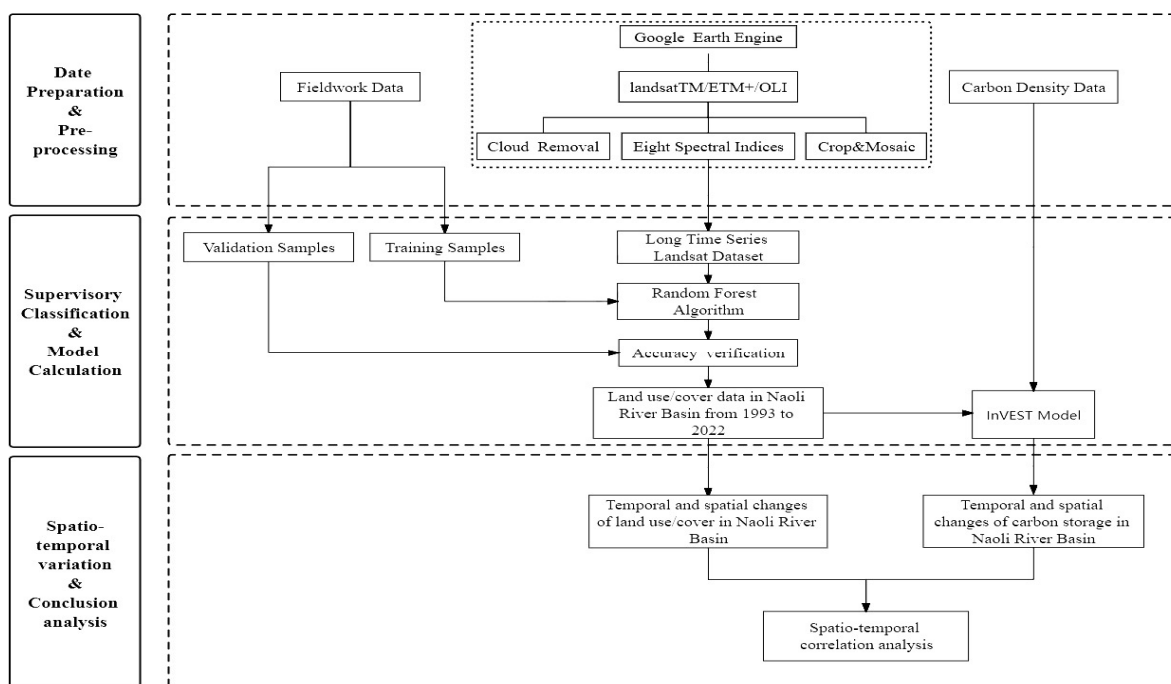 Date
Preparation
&
Pre-
processing
Google Earth Engine
Fieldwork Data
landsatTM/ETM+/OLI
Carbon Density Data
Cloud Removal
Eight Spectral Indices
Crop&Mosaic
Supervisory
Classification
&
Model
Calculation
Validation Samples
Training Samples
Long Time Series
Landsat Dataset
Random Forest
Algorithm
Accuracy verification
Land use/cover data in Naoli
River Basin from 1993 to
2022
InVEST Model
Spatio-
temporal
variation
&
Conclusion
analysis
Temporal and spatial changes
of land use/cover in Naoli River
Basin
Temporal and spatial
changes of carbon storage in
Naoli River Basin
Spatio-temporal
correlation analysis